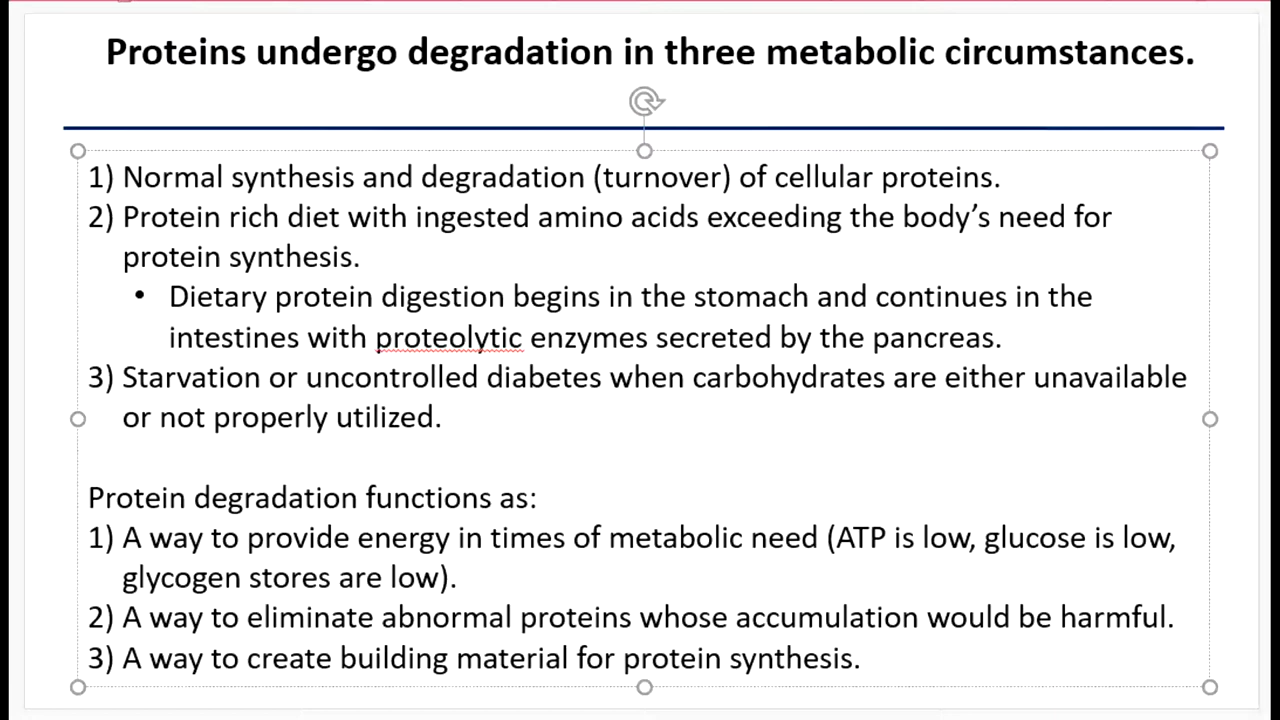 Proteins undergo degradation in three metabolic circumstances.
1) Normal synthesis and degradation (turnover) of cellular proteins.
2) Protein rich diet with ingested amino acids exceeding the body’s need for
protein synthesis.
• Dietary protein digestion begins in the stomach and continues in the
intestines with proteolytic enzymes secreted by the pancreas.
3) Starvation or uncontrolled diabetes when carbohydrates are either unavailable
or not properly utilized.
Protein degradation functions as:
1) A way to provide energy in times of metabolic need (ATP is low, glucose is low,
glycogen stores are low).
2) A way to eliminate abnormal proteins whose accumulation would be harmful.
3) A way to create building material for protein synthesis.